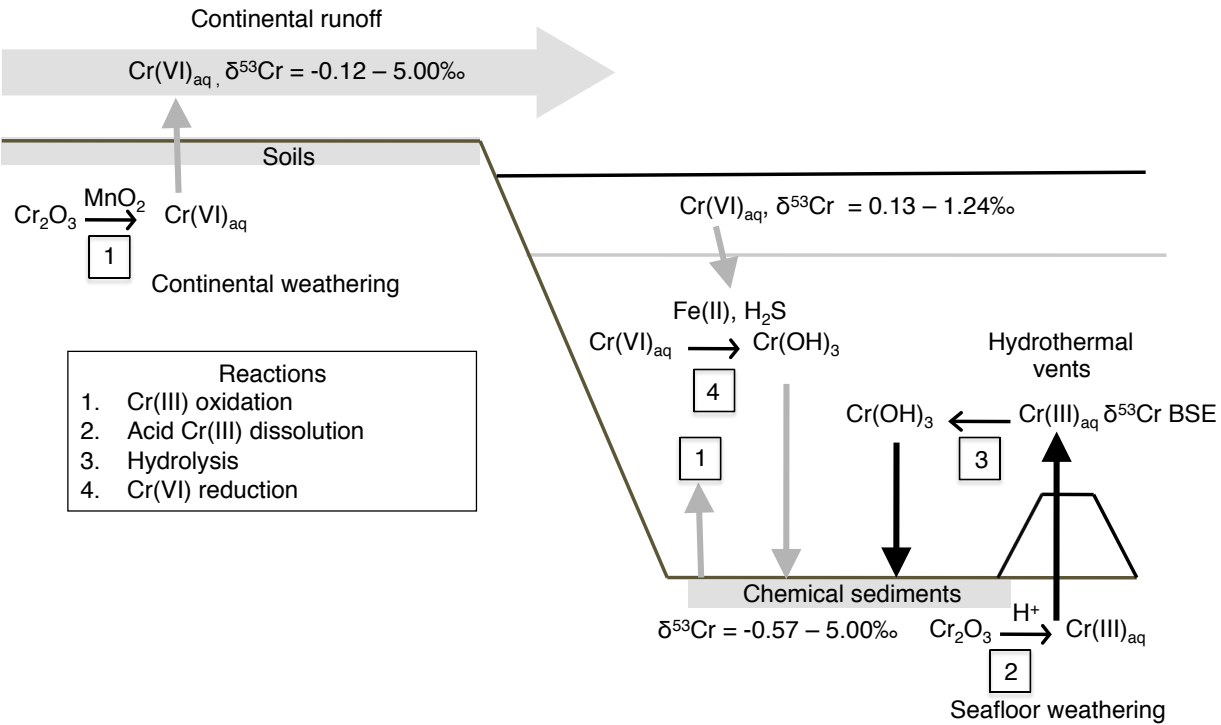 Continental runoff
Cr(VI)aq , δ53Cr = -0.12 – 5.00‰
Soils
MnO2
Cr2O3
Cr(VI)aq
1
Continental weathering
Cr(VI)aq, δ53Cr = 0.13 – 1.24‰
Fe(II), H2S
Cr(VI)aq
Cr(OH)3
4
Hydrothermal
vents
Reactions
1. Cr(III) oxidation
2. Acid Cr(III) dissolution
3. Hydrolysis
4. Cr(VI) reduction
Cr(OH)3
Cr(III)aq δ53Cr BSE
1
3
Chemical sediments
δ53Cr = -0.57 – 5.00‰
H+
Cr2O3
Cr(III)aq
2
Seafloor weathering